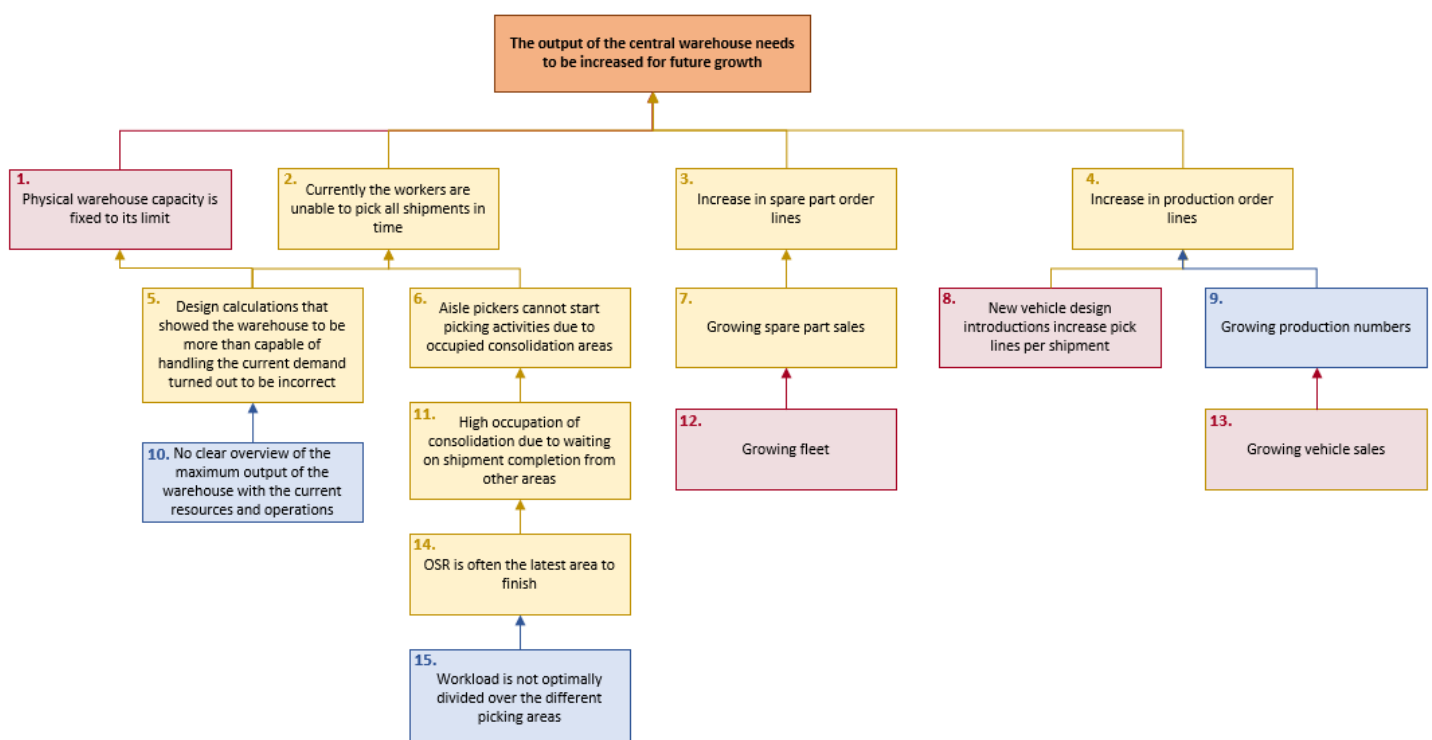 The output of the central warehouse needs
to be increased for future growth
1.
Physical warehouse capacity is
fixed to its limit
2.
Currently the workers are
unable to pick all shipments in
time
3.
Increase in spare part order
lines
4.
Increase in production order
lines
5.
Design calculations that
showed the warehouse to be
more than capable of
handling the current demand
turned out to be incorrect
6.
Aisle pickers cannot start
picking activities due to
occupied consolidation areas
7.
Growing spare part sales
8.
New vehicle design
introductions increase pick
lines per shipment
9.
Growing production numbers
10. No clear overview of the
maximum output of the
warehouse with the current
resources and operations
11.
High occupation of
consolidation due to waiting
on shipment completion from
other areas
12.
Growing fleet
13.
Growing vehicle sales
14.
OSR is often the latest area to
finish
15.
Workload is not optimally
divided over the different
picking areas